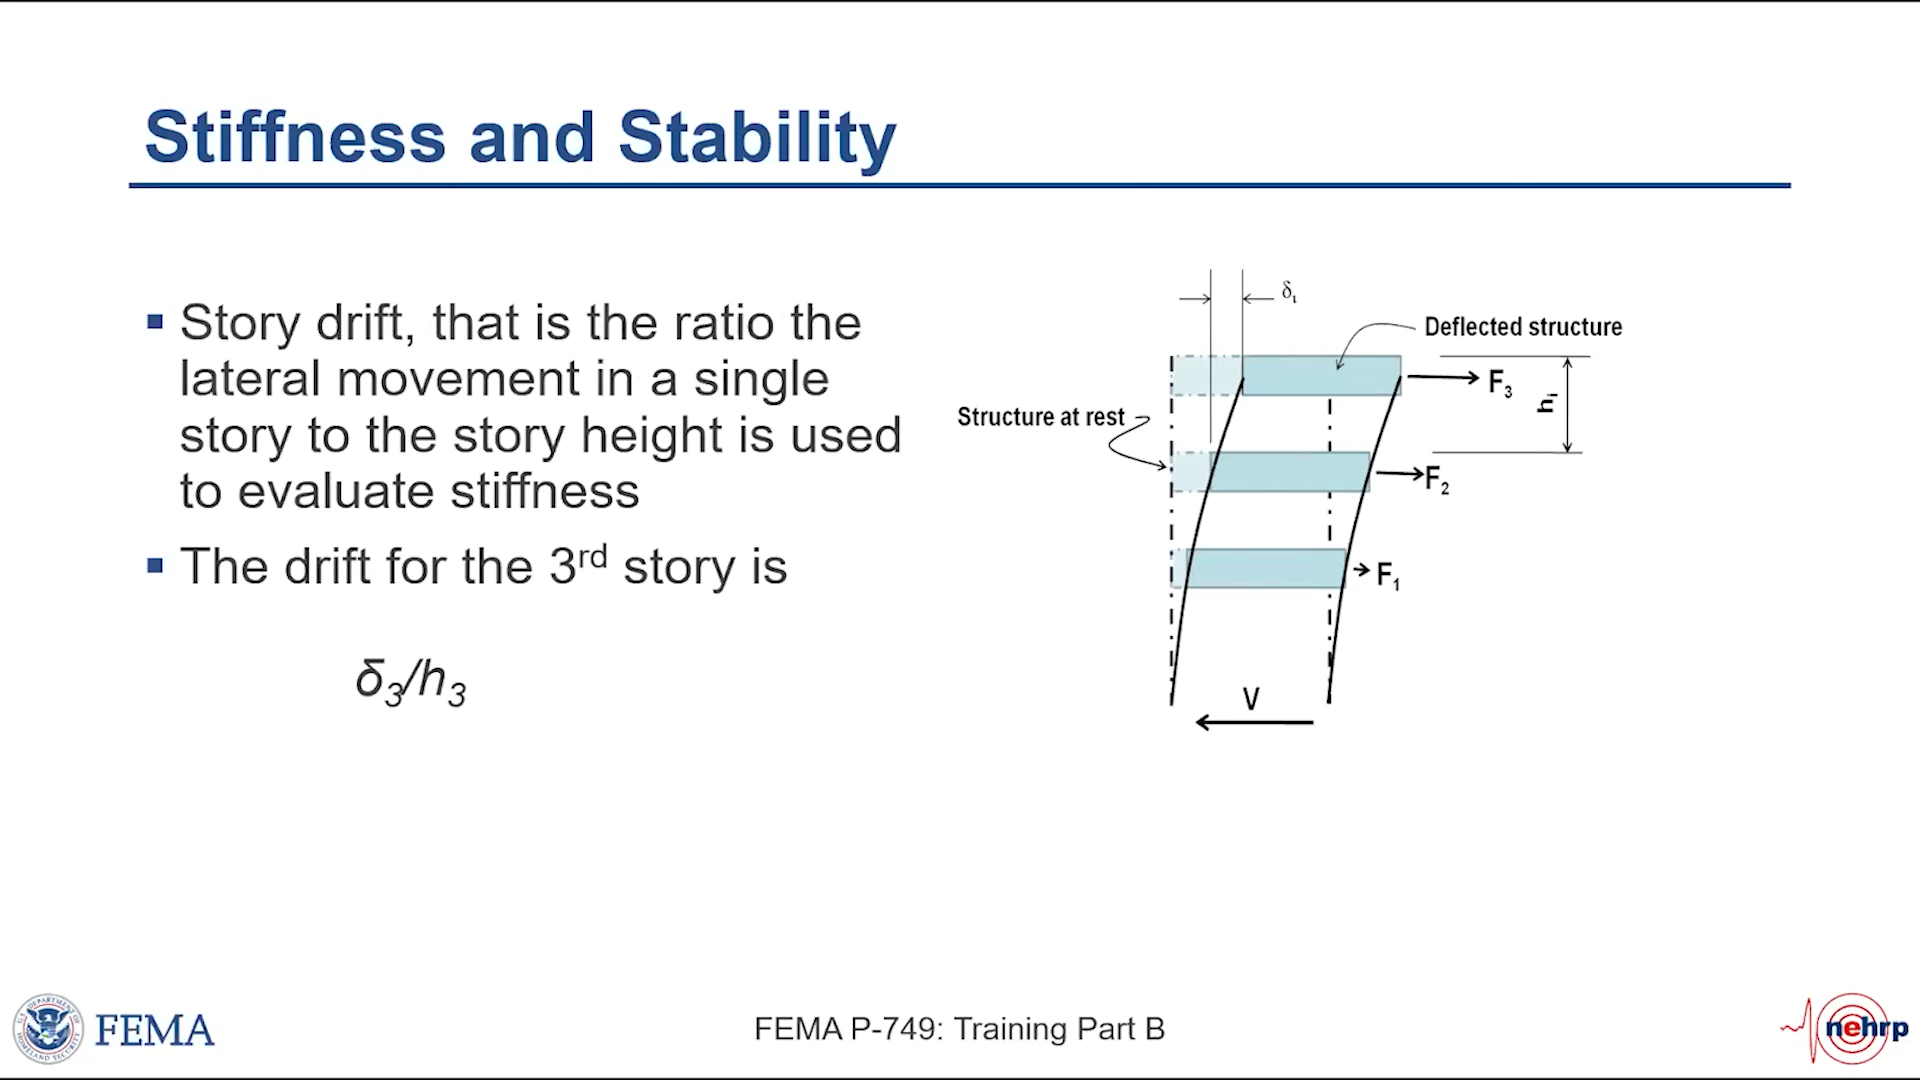 Stiffness and Stability
▪ Story drift, that is the ratio the
lateral movement in a single
story to the story height is used
to evaluate stiffness
▪ The drift for the 3rd story is
δ3/h3
δι
Deflected structure
F3
hi
Structure at rest
F2
F1
V
FEMA
FEMA P-749: Training Part B
nehrp